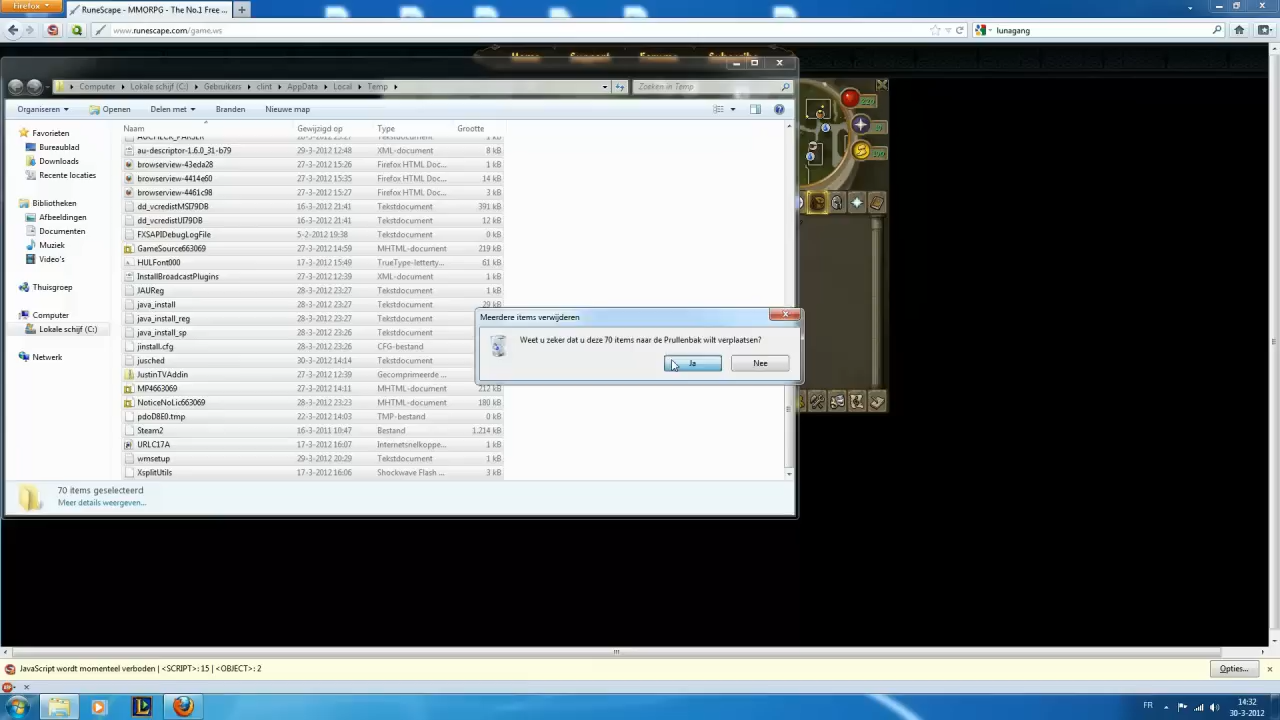 Firefox
RuneScape - MMORPG - The No.1 Free ...
www.runescape.com/game.ws
lunagang
Home Support Forums Subscribe
Computer Lokale schijf (C:) Gebruikers clint AppData Local Temp
Zoeken in Temp
Organiseren Openen Delen met Branden Nieuwe map
Naam Gewijzigd op Type Grootte
Favorieten
Bureaublad
Downloads
Recente locaties
Bibliotheken
Afbeeldingen
Documenten
Muziek
Video's
Thuisgroep
Computer
Lokale schijf (C:)
Netwerk
au-descriptor-1.6.0_31-b79 29-3-2012 12:48 XML-document 8 kB
browserview-43eda28 27-3-2012 15:26 Firefox HTML Doc... 1 kB
browserview-4414e60 27-3-2012 15:35 Firefox HTML Doc... 14 kB
browserview-4461c98 27-3-2012 15:36 Firefox HTML Doc... 3 kB
dd_vcredistMSI79DB 16-3-2012 21:41 Tekstdocument 391 kB
dd_vcredistUI79DB 16-3-2012 21:41 Tekstdocument 12 kB
FXSAPIDebugLogFile 5-2-2012 19:38 Tekstdocument 0 kB
GameSource663069 27-3-2012 14:59 MHTML-document 219 kB
HULFont000 17-3-2012 15:49 TrueType-letterty... 61 kB
InstallBroadcastPlugins 27-3-2012 12:39 XML-document 1 kB
JAUReg 28-3-2012 23:27 Tekstdocument 1 kB
java_install 28-3-2012 23:27 Tekstdocument 29 kB
java_install_reg 28-3-2012 23:27 Tekstdocument
java_install_sp 28-3-2012 23:26 Tekstdocument
jinstall.cfg 28-3-2012 23:26 CFG-bestand
jusched 30-3-2012 14:14 Tekstdocument
JustinTVAddin 27-3-2012 12:39 Gecomprimeerde ...
MP4663069 27-3-2012 14:11 MHTML-document 212 kB
NoticeNoLic663069 28-3-2012 23:23 MHTML-document 180 kB
pdoD8E0.tmp 22-3-2012 14:03 TMP-bestand 0 kB
Steam2 16-3-2011 10:47 Bestand 1.214 kB
URLC17A 17-3-2012 16:07 Internetsnelkoppe... 1 kB
wmsetup 29-3-2012 20:29 Tekstdocument 1 kB
XsplitUtils 17-3-2012 16:06 Shockwave Flash ... 3 kB
70 items geselecteerd
Meer details weergeven...
Meerdere items verwijderen
Weet u zeker dat u deze 70 items naar de Prullenbak wilt verplaatsen?
Ja Nee
JavaScript wordt momenteel verboden | <SCRIPT>: 15 | <OBJECT>: 2
Opties...
FR
14:32
30-3-2012